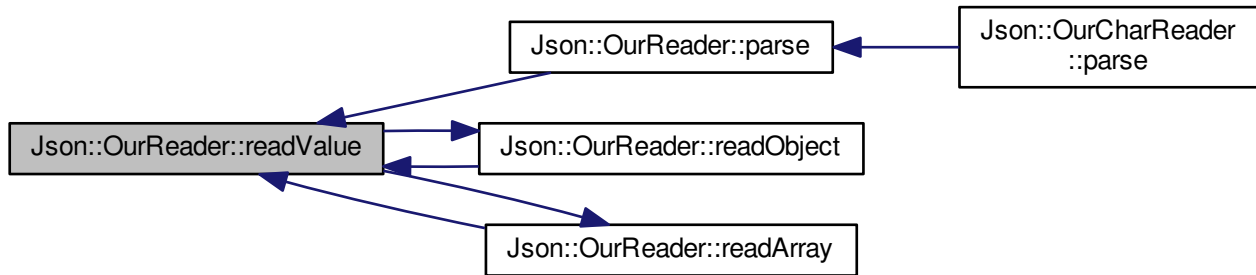 Json::OurReader::parse
Json::OurCharReader
::parse
Json::OurReader::readValue
Json::OurReader::readObject
Json::OurReader::readArray